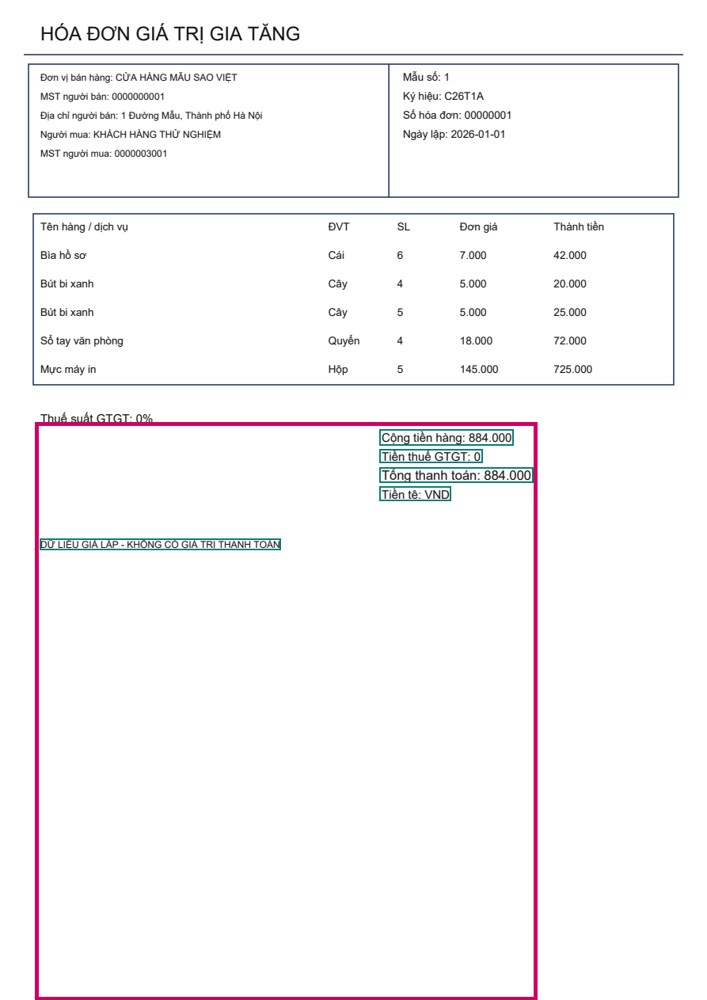 HÓA ĐƠN GIÁ TRỊ GIA TĂNG
Đơn vị bán hàng: CỬA HÀNG MẪU SAO VIỆT
MST người bán: 0000000001
Địa chỉ người bán: 1 Đường Mẫu, Thành phố Hà Nội
Người mua: KHÁCH HÀNG THỬ NGHIỆM
MST người mua: 0000003001
Mẫu số: 1
Ký hiệu: C26T1A
Số hóa đơn: 00000001
Ngày lập: 2026-01-01
Tên hàng / dịch vụ ĐVT SL Đơn giá Thành tiền
Bìa hồ sơ Cái 6 7.000 42.000
Bút bi xanh Cây 4 5.000 20.000
Bút bi xanh Cây 5 5.000 25.000
Sổ tay văn phòng Quyển 4 18.000 72.000
Mực máy in Hộp 5 145.000 725.000
Thuế suất GTGT: 0%
Cộng tiền hàng: 884.000
Tiền thuế GTGT: 0
Tổng thanh toán: 884.000
Tiền tệ: VND
DỮ LIỆU GIẢ LẬP - KHÔNG CÓ GIÁ TRỊ THANH TOÁN